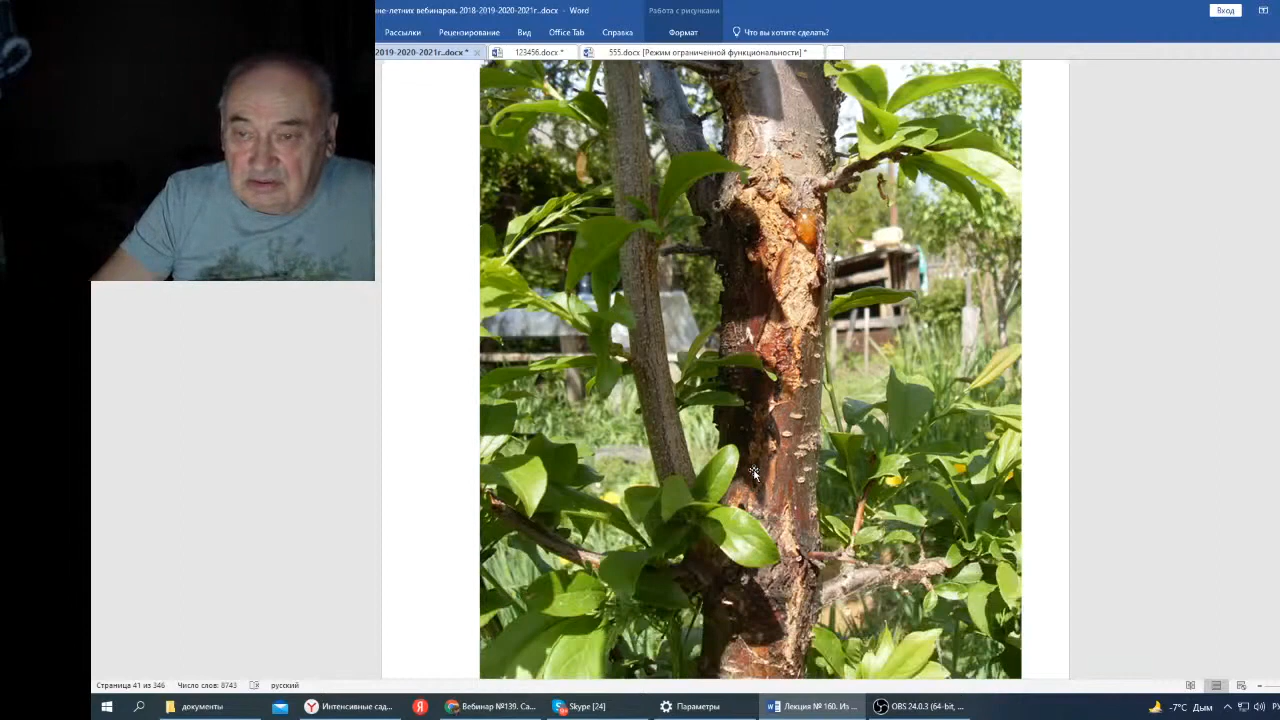 не-летних вебинаров. 2018-2019-2020-2021г..docx - Word
Работа с рисунками
Вход
Рассылки Рецензирование Вид Office Tab Справка Формат Что вы хотите сделать?
2019-2020-2021г..docx * 123456.docx * 555.docx [Режим ограниченной функциональности] *
Страница 41 из 346 Число слов: 8743 русский
документы Интенсивные сад... Вебинар №139. Са... Skype [24] Параметры Лекция № 160. Из ... OBS 24.0.3 (64-bit, ... -7°C Дым